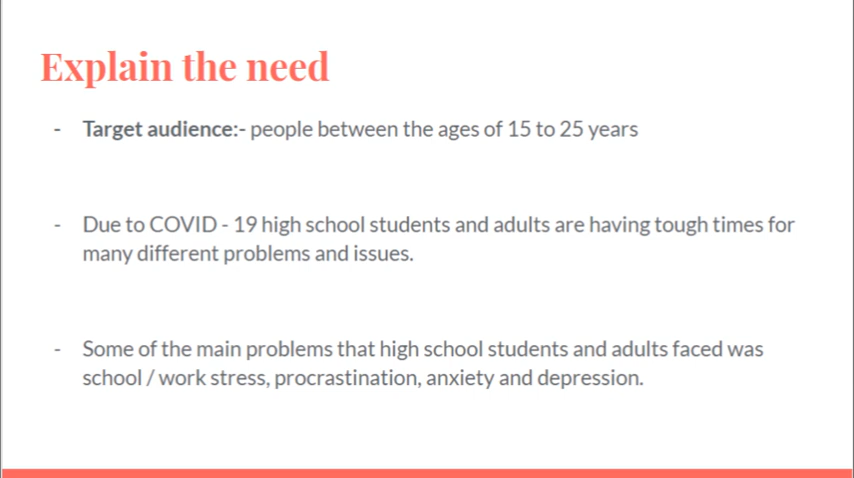 Explain the need
- Target audience:- people between the ages of 15 to 25 years
- Due to COVID - 19 high school students and adults are having tough times for
many different problems and issues.
- Some of the main problems that high school students and adults faced was
school / work stress, procrastination, anxiety and depression.